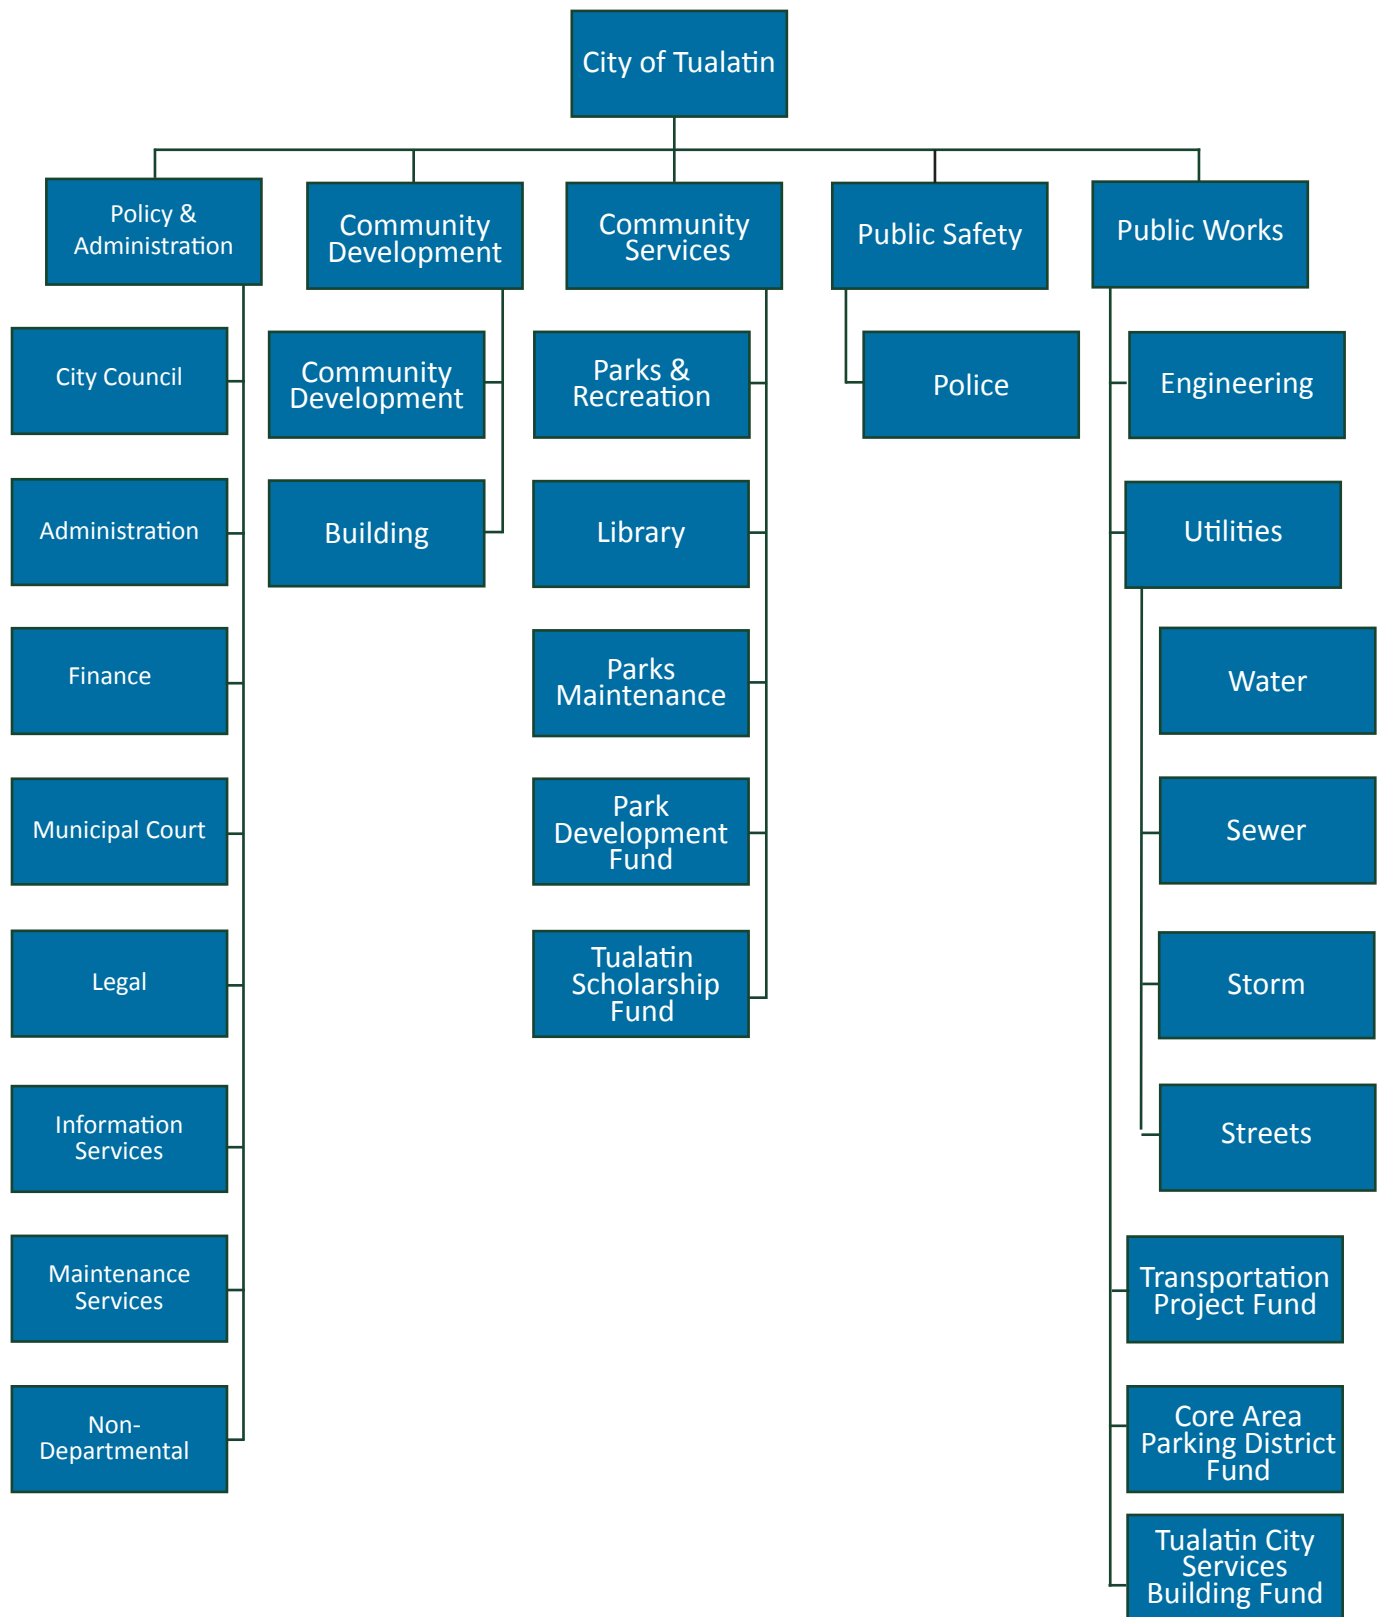 City of Tualatin
Policy &
Administration
Community
Development
Community
Services
Public Safety
Public Works
City Council
Administration
Finance
Municipal Court
Legal
Information
Services
Maintenance
Services
Non-
Departmental
Community
Development
Building
Parks &
Recreation
Library
Parks
Maintenance
Park
Development
Fund
Tualatin
Scholarship
Fund
Police
Engineering
Utilities
Water
Sewer
Storm
Streets
Transportation
Project Fund
Core Area
Parking District
Fund
Tualatin City
Services
Building Fund